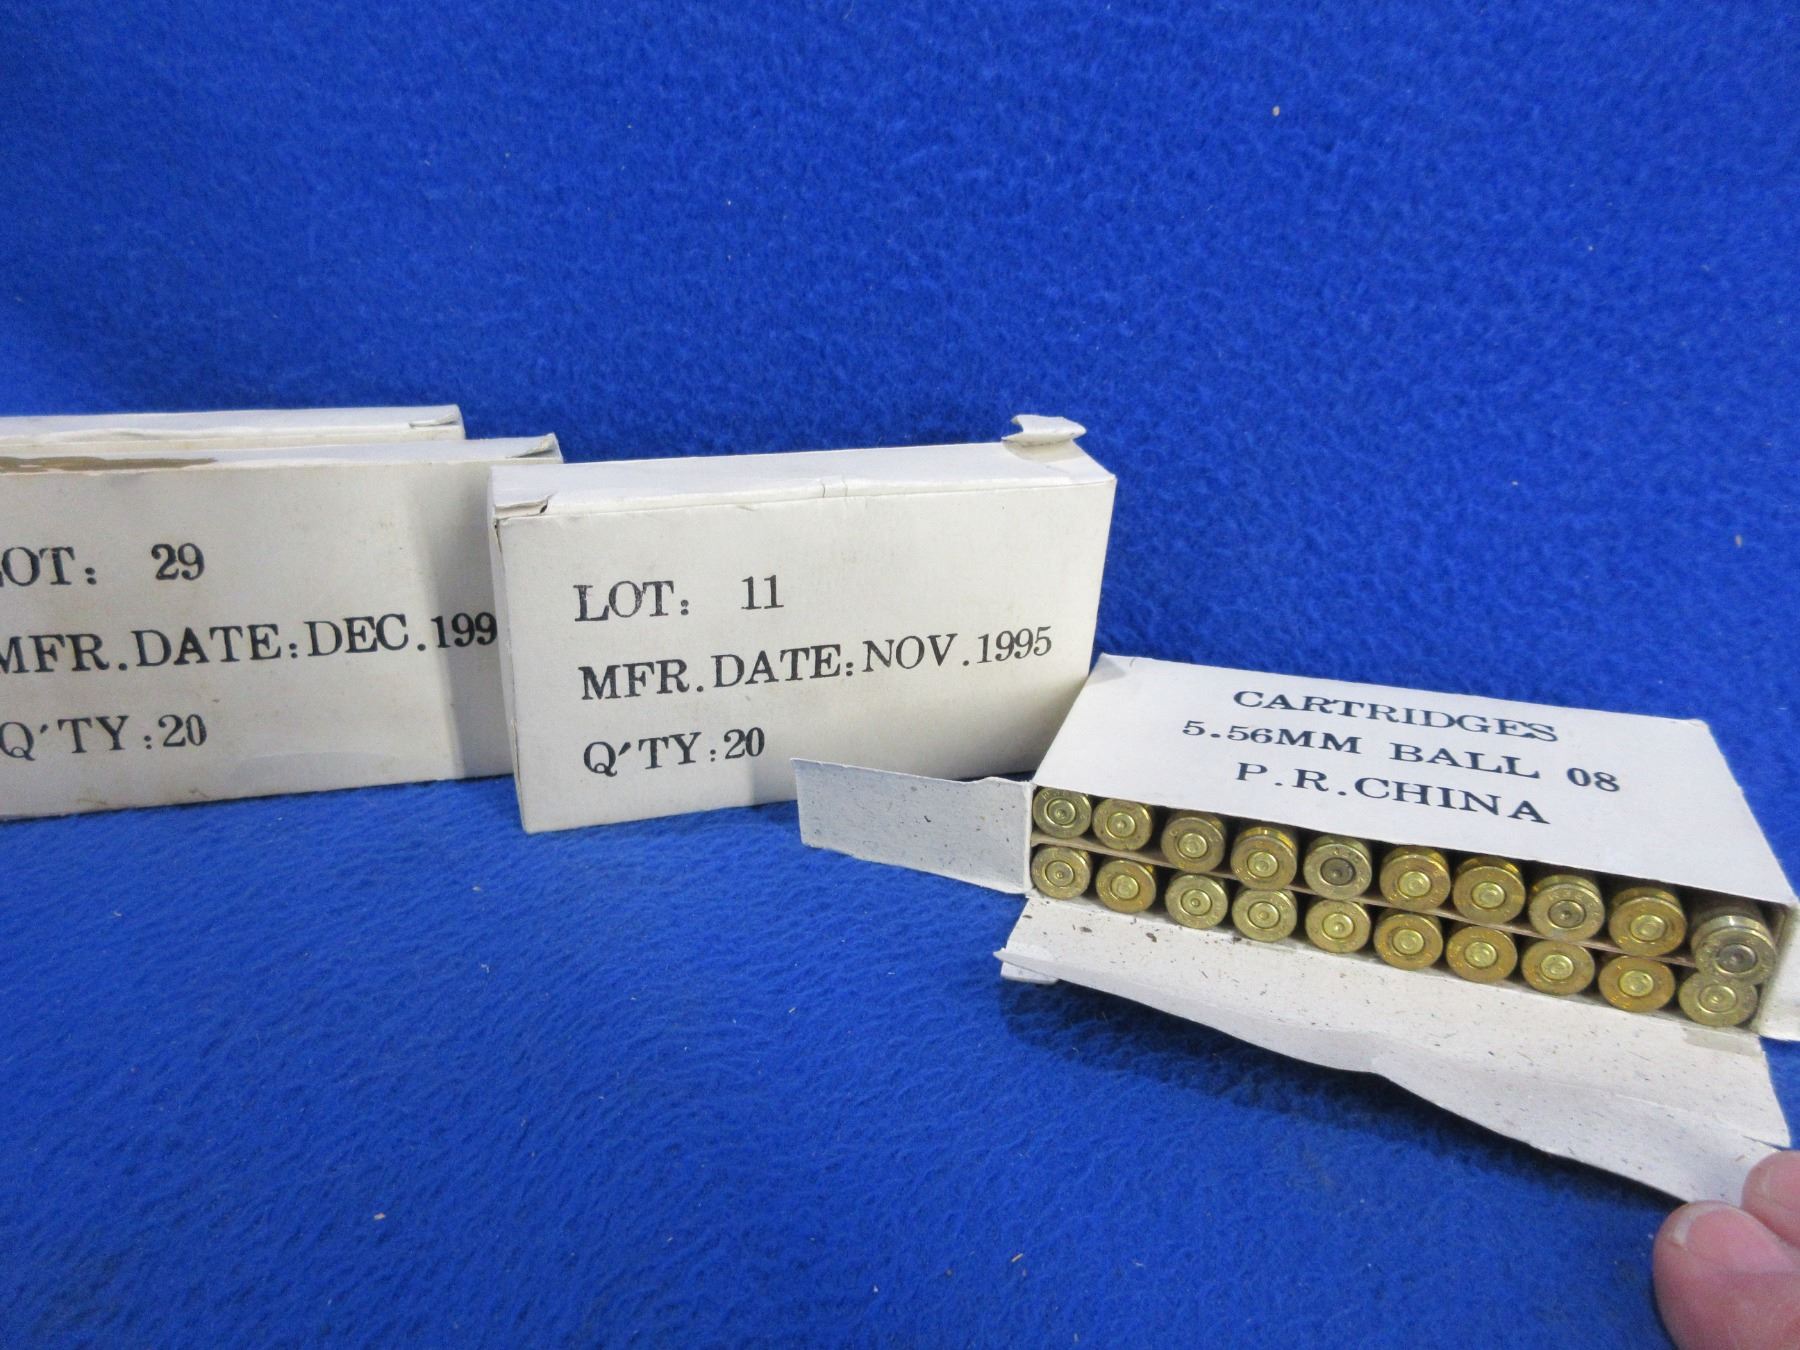 LOT: 29
MFR.DATE:DEC.199
Q'TY:20
LOT: 11
MFR.DATE:NOV.1995
Q'TY:20
CARTRIDGES
5.56MM BALL 08
P.R.CHINA